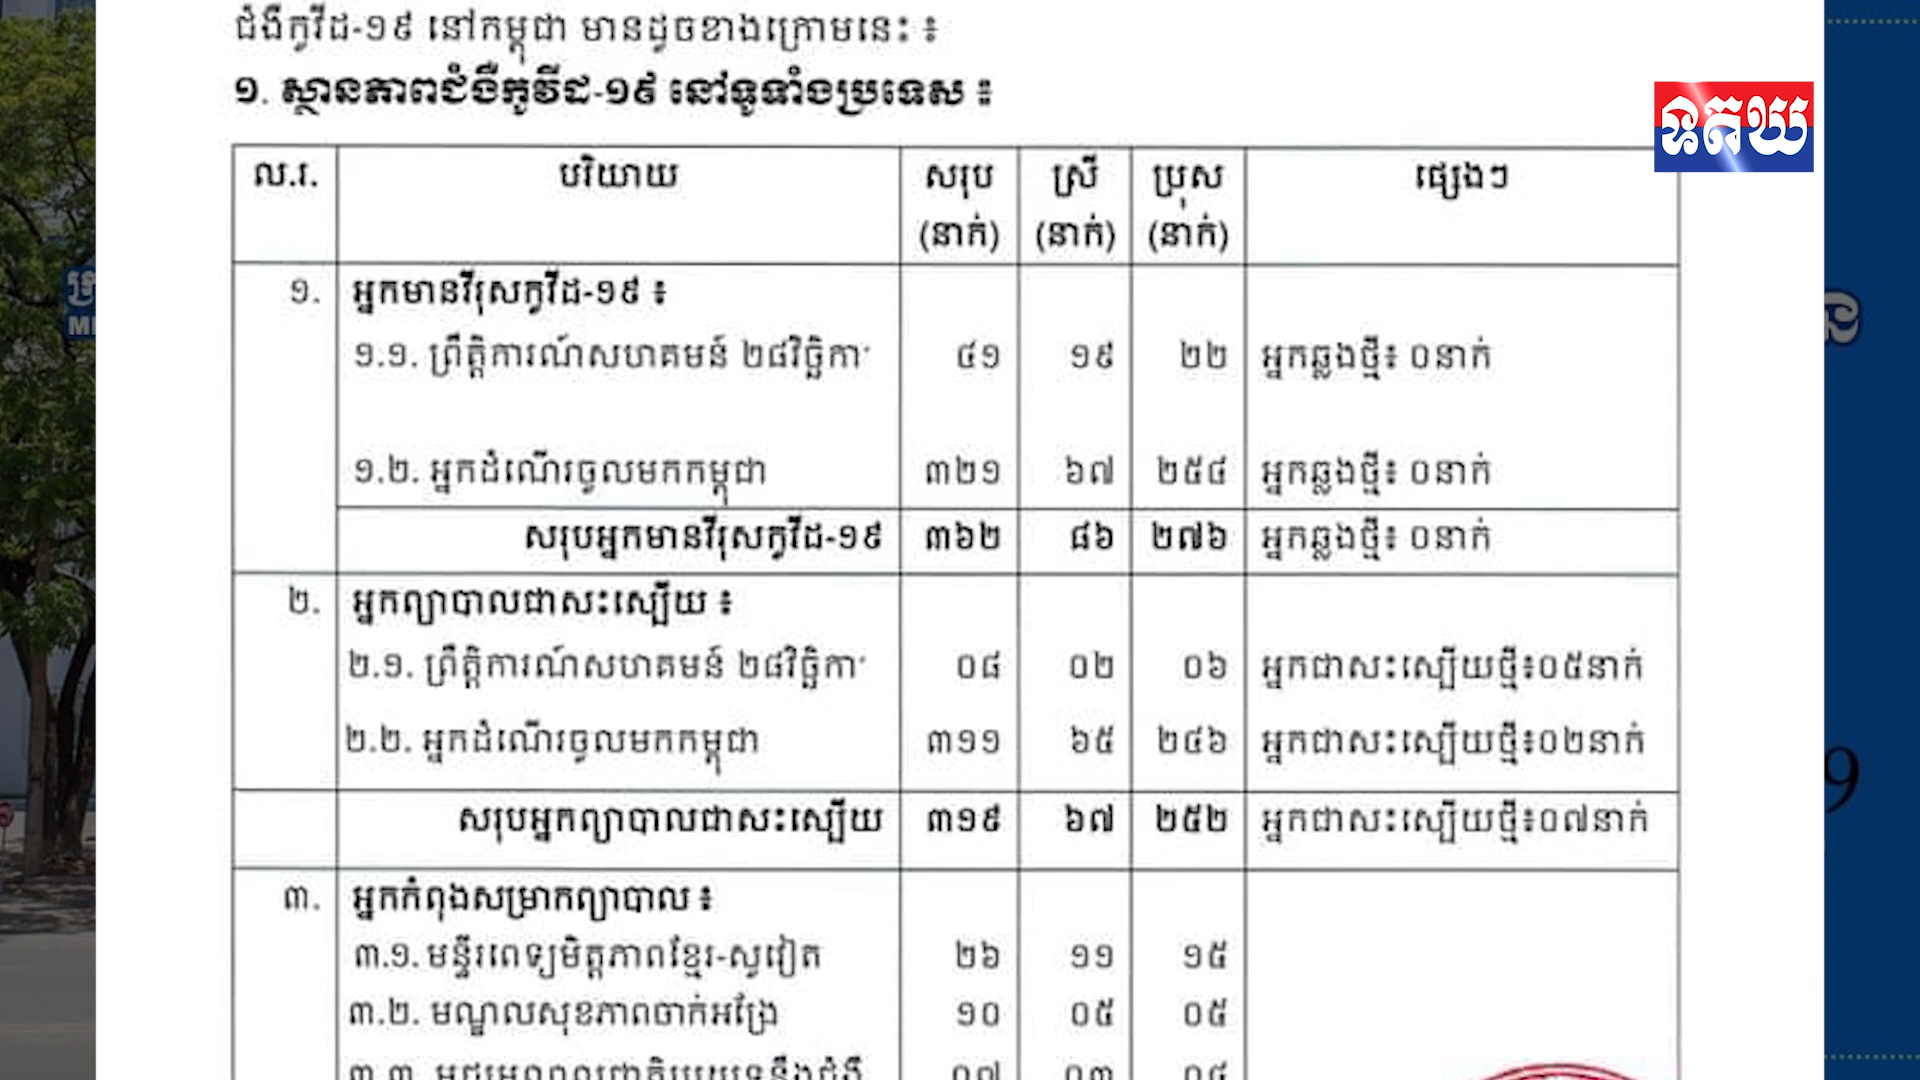 ជំងឺកូវីដ-១៩ នៅកម្ពុជា មានដូចខាងក្រោមនេះ ៖
១. ស្ថានភាពជំងឺកូវីដ-១៩ នៅទូទាំងប្រទេស ៖
ទភឃ
ល.រ. បរិយាយ សរុប (នាក់) ស្រី (នាក់) ប្រុស (នាក់) ផ្សេងៗ
១. អ្នកមានវីរុសកូវីដ-១៩ ៖
១.១. ព្រឹត្តិការណ៍សហគមន៍ ២៨វិច្ឆិកា ៤១ ១៩ ២២ អ្នកឆ្លងថ្មី៖ ០នាក់
១.២. អ្នកដំណើរចូលមកកម្ពុជា ៣២១ ៦៧ ២៥៤ អ្នកឆ្លងថ្មី៖ ០នាក់
សរុបអ្នកមានវីរុសកូវីដ-១៩ ៣៦២ ៨៦ ២៧៦ អ្នកឆ្លងថ្មី៖ ០នាក់
២. អ្នកព្យាបាលជាសះស្បើយ ៖
២.១. ព្រឹត្តិការណ៍សហគមន៍ ២៨វិច្ឆិកា ០៨ ០២ ០៦ អ្នកជាសះស្បើយថ្មី៖០៥នាក់
២.២. អ្នកដំណើរចូលមកកម្ពុជា ៣១១ ៦៥ ២៤៦ អ្នកជាសះស្បើយថ្មី៖០២នាក់
សរុបអ្នកព្យាបាលជាសះស្បើយ ៣១៩ ៦៧ ២៥២ អ្នកជាសះស្បើយថ្មី៖០៧នាក់
៣. អ្នកកំពុងសម្រាកព្យាបាល ៖
៣.១. មន្ទីរពេទ្យមិត្តភាពខ្មែរ-សូវៀត ២៦ ១១ ១៥
៣.២. មណ្ឌលសុខភាពចាក់អង្រែ ១០ ០៥ ០៥